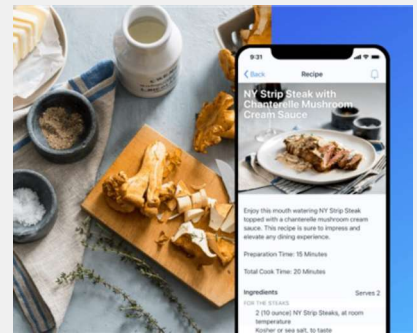 CREAM
9:31
Back
Recipe
NY Strip Steak with
Chanterelle Mushroom
Cream Sauce
Enjoy this mouth watering NY Strip Steak
topped with a chanterelle mushroom cream
sauce. This recipe is sure to impress and
elevate any dining experience.
Preparation Time: 15 Minutes
Total Cook Time: 20 Minutes
Ingredients
Serves 2
FOR THE STEAKS
2 (10 ounce) NY Strip Steaks, at room
temperature
Kosher or sea salt, to taste